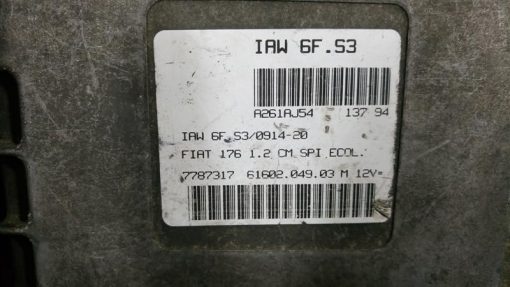 IAW 6F.S3
A261AJ54 137 94
IAW 6F.S3/0914-20
FIAT 176 1.2 CM.SPI ECOL.
7787317 61602.049.03 M 12V=